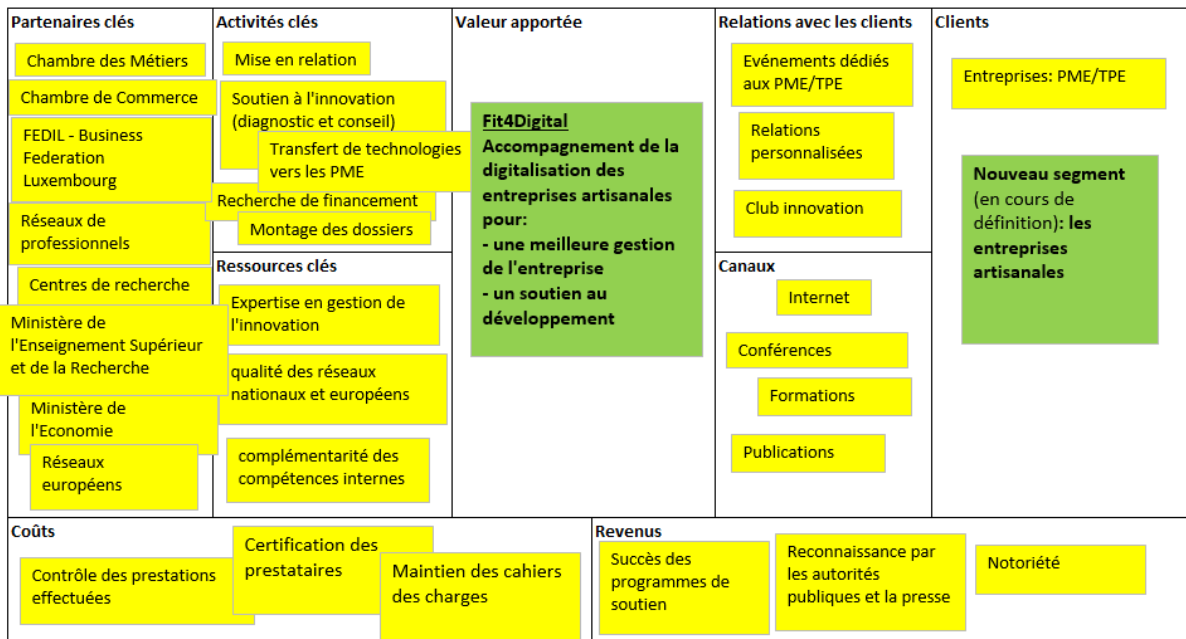 Partenaires clés
Chambre des Métiers
Chambre de Commerce
FEDIL - Business
Federation
Luxembourg
Réseaux de
professionnels
Centres de recherche
Ministère de
l'Enseignement Supérieur
et de la Recherche
Ministère de
l'Economie
Réseaux
européens
Activités clés
Mise en relation
Soutien à l'innovation
(diagnostic et conseil)
Transfert de technologies
vers les PME
Recherche de financement
Montage des dossiers
Ressources clés
Expertise en gestion de
l'innovation
qualité des réseaux
nationaux et européens
complémentarité des
compétences internes
Valeur apportée
Fit4Digital
Accompagnement de la
digitalisation des
entreprises artisanales
pour:
- une meilleure gestion
de l'entreprise
- un soutien au
développement
Relations avec les clients
Evénements dédiés
aux PME/TPE
Relations
personnalisées
Club innovation
Canaux
Internet
Conférences
Formations
Publications
Clients
Entreprises: PME/TPE
Nouveau segment
(en cours de
définition): les
entreprises
artisanales
Coûts
Contrôle des prestations
effectuées
Certification des
prestataires
Maintien des cahiers
des charges
Revenus
Succès des
programmes de
soutien
Reconnaissance par
les autorités
publiques et la presse
Notoriété